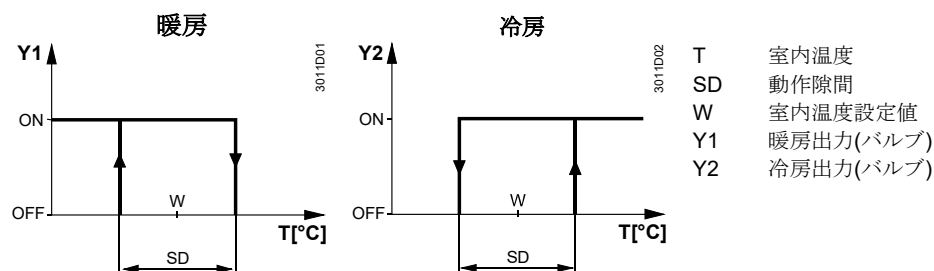 暖房
Y1
3011D01
ON
W
OFF
T[°C]
SD
冷房
Y2
3011D02
ON
W
OFF
T[°C]
SD
T 室内温度
SD 動作隙間
W 室内温度設定値
Y1 暖房出力(バルブ)
Y2 冷房出力(バルブ)